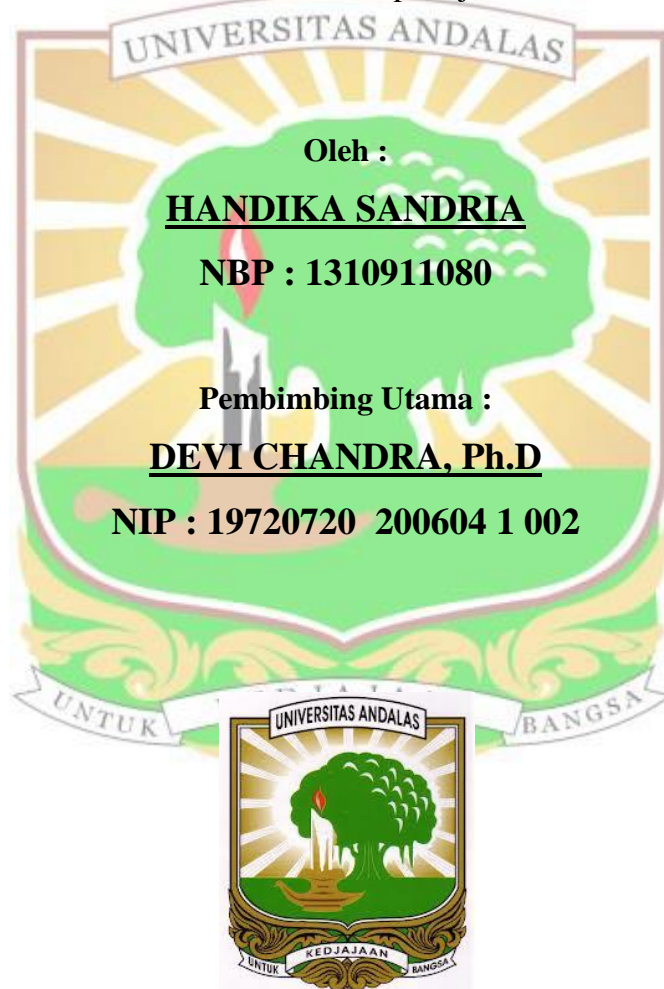 UNIVERSITAS ANDALAS
Oleh :
HANDIKA SANDRIA
NBP : 1310911080
Pembimbing Utama :
DEVI CHANDRA, Ph.D
NIP : 19720720 200604 1 002
UNTUK BANGSA
UNIVERSITAS ANDALAS
UNTUK KEDJAJAAN BANGSA